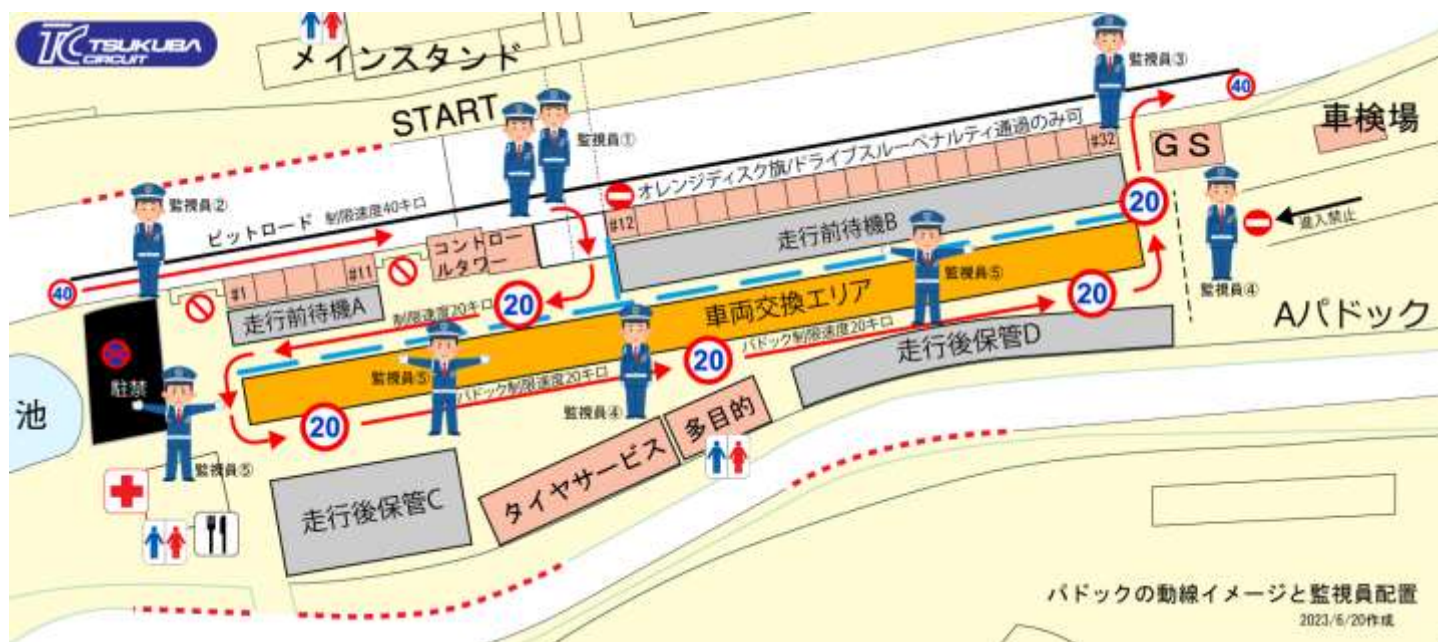 TC TSUKUBA
CIRCUIT
メインスタンド
START
監視員①
監視員②
監視員③
40
車検場
GS
オレンジディスク旗/ドライブスルーペナルティ通過のみ可
#32
#12
ピットロード 制限速度40キロ
40
コントロー
ルタワー
#11
#1
走行前待機A
走行前待機B
20
20
進入禁止
監視員④
Aパドック
制限速度20キロ
車両交換エリア
監視員⑤
20
パドック制限速度20キロ
20
走行後保管D
駐禁
池
監視員⑤
パドック制限速度20キロ
20
監視員④
監視員⑤
多目的
タイヤサービス
走行後保管C
パドックの動線イメージと監視員配置
2023/6/20作成